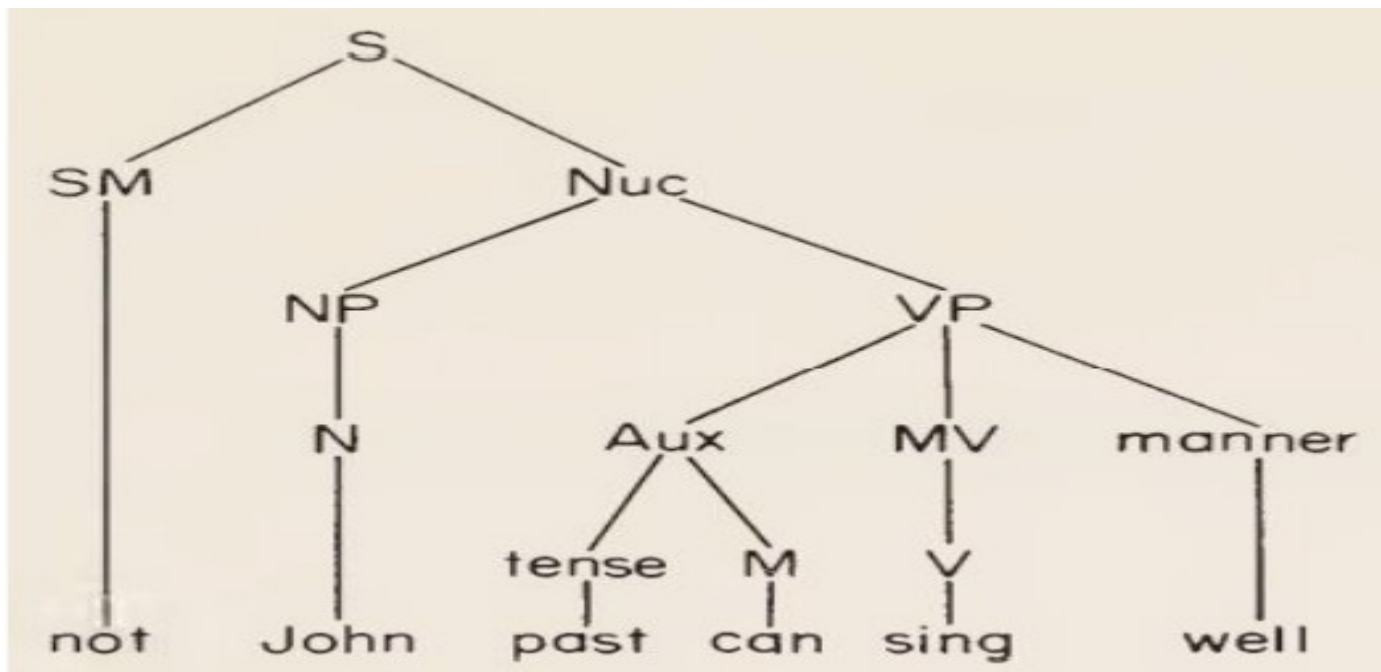 S
SM Nuc
NP VP
N Aux MV manner
tense M V
not John past can sing well